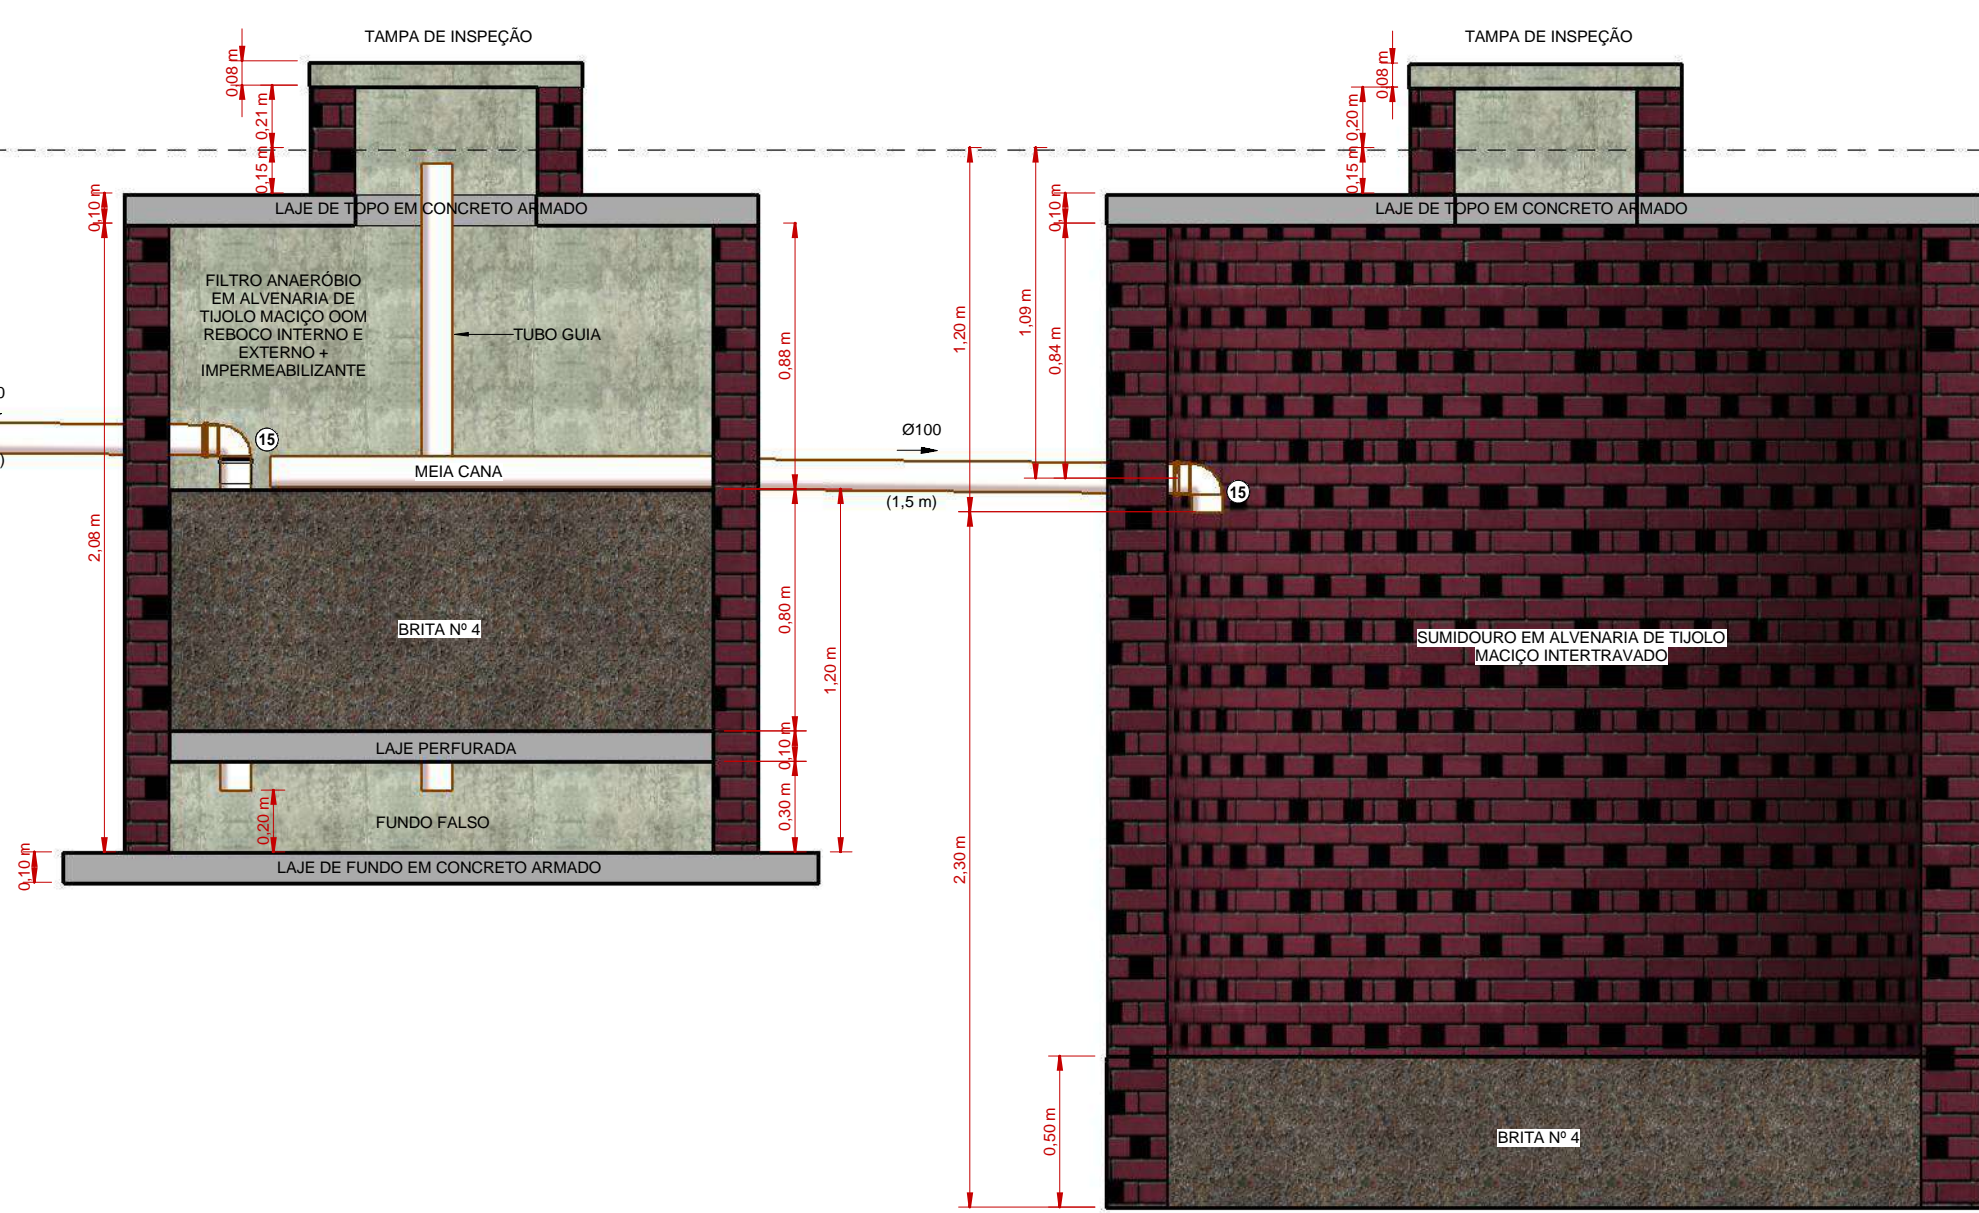 TAMPA DE INSPEÇÃO
0,08 m
0,21 m
0,15 m
0,10 m
LAJE DE TOPO EM CONCRETO ARMADO
FILTRO ANAERÓBIO
EM ALVENARIA DE
TIJOLO MACIÇO OOM
REBOCO INTERNO E
EXTERNO +
IMPERMEABILIZANTE
TUBO GUIA
15
MEIA CANA
2,08 m
0,88 m
BRITA Nº 4
0,80 m
1,20 m
LAJE PERFURADA
0,10 m
0,30 m
0,20 m
FUNDO FALSO
LAJE DE FUNDO EM CONCRETO ARMADO
0,10 m
0
)
Ø100
(1,5 m)
TAMPA DE INSPEÇÃO
0,08 m
0,20 m
0,15 m
0,10 m
LAJE DE TOPO EM CONCRETO ARMADO
1,20 m
1,09 m
0,84 m
15
SUMIDOURO EM ALVENARIA DE TIJOLO
MACIÇO INTERTRAVADO
2,30 m
0,50 m
BRITA Nº 4